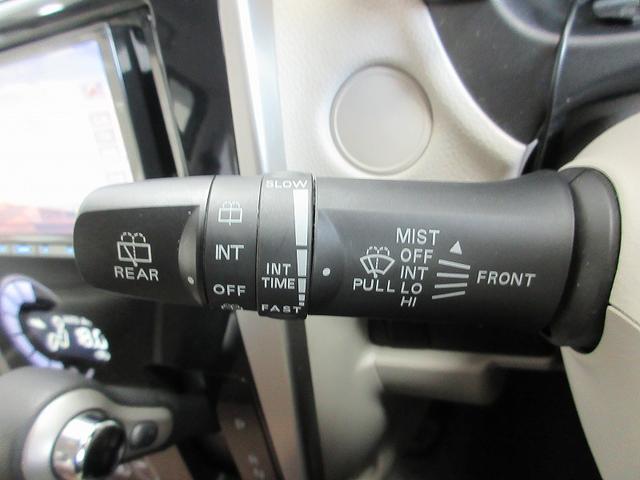 REAR
INT
OFF
SLOW
INT
TIME
FAST
PULL
MIST
OFF
INT
LO
HI
FRONT